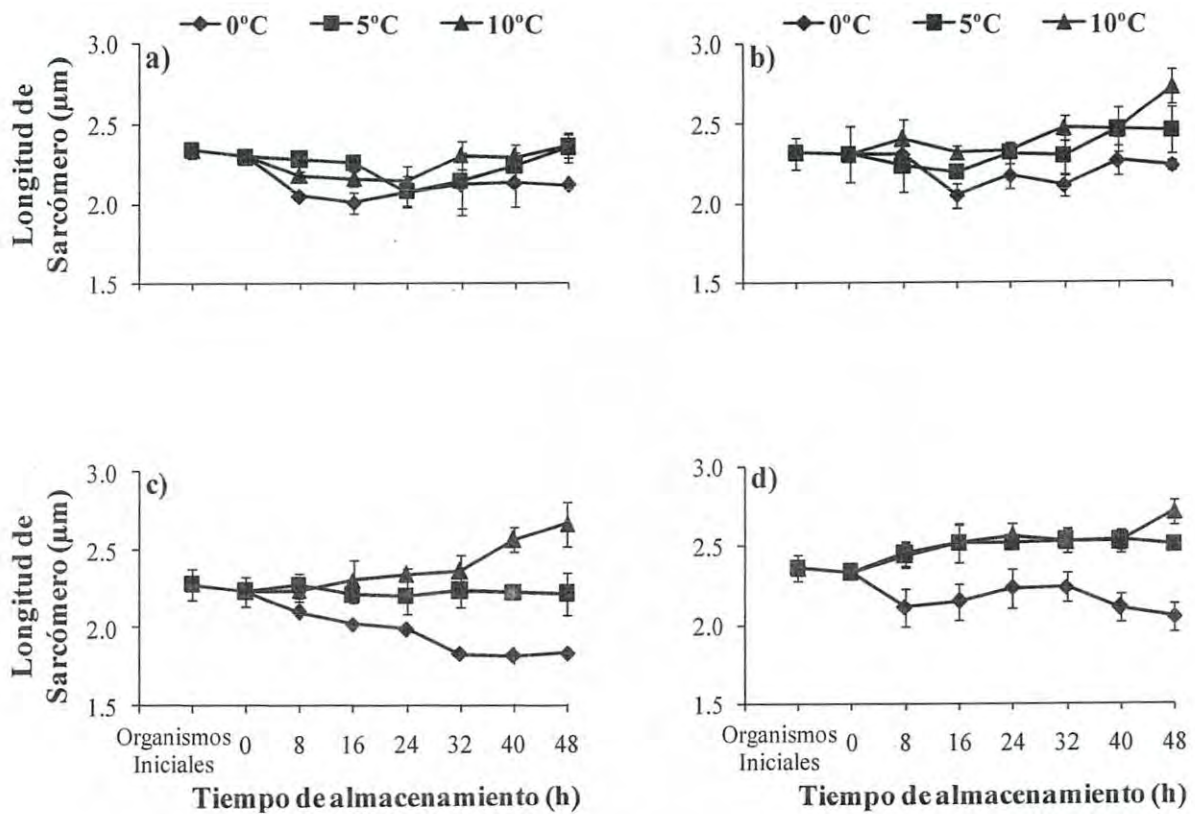 0ºC 5ºC 10ºC
0ºC 5ºC 10ºC
a)
3.0
2.5
2.0
1.5
Longitud de
Sarcómero (µm)
b)
3.0
2.5
2.0
1.5
c)
3.0
2.5
2.0
1.5
Longitud de
Sarcómero (µm)
Organismos
Iniciales
0 8 16 24 32 40 48
Tiempo de almacenamiento (h)
d)
3.0
2.5
2.0
1.5
Organismos
Iniciales
0 8 16 24 32 40 48
Tiempo de almacenamiento (h)